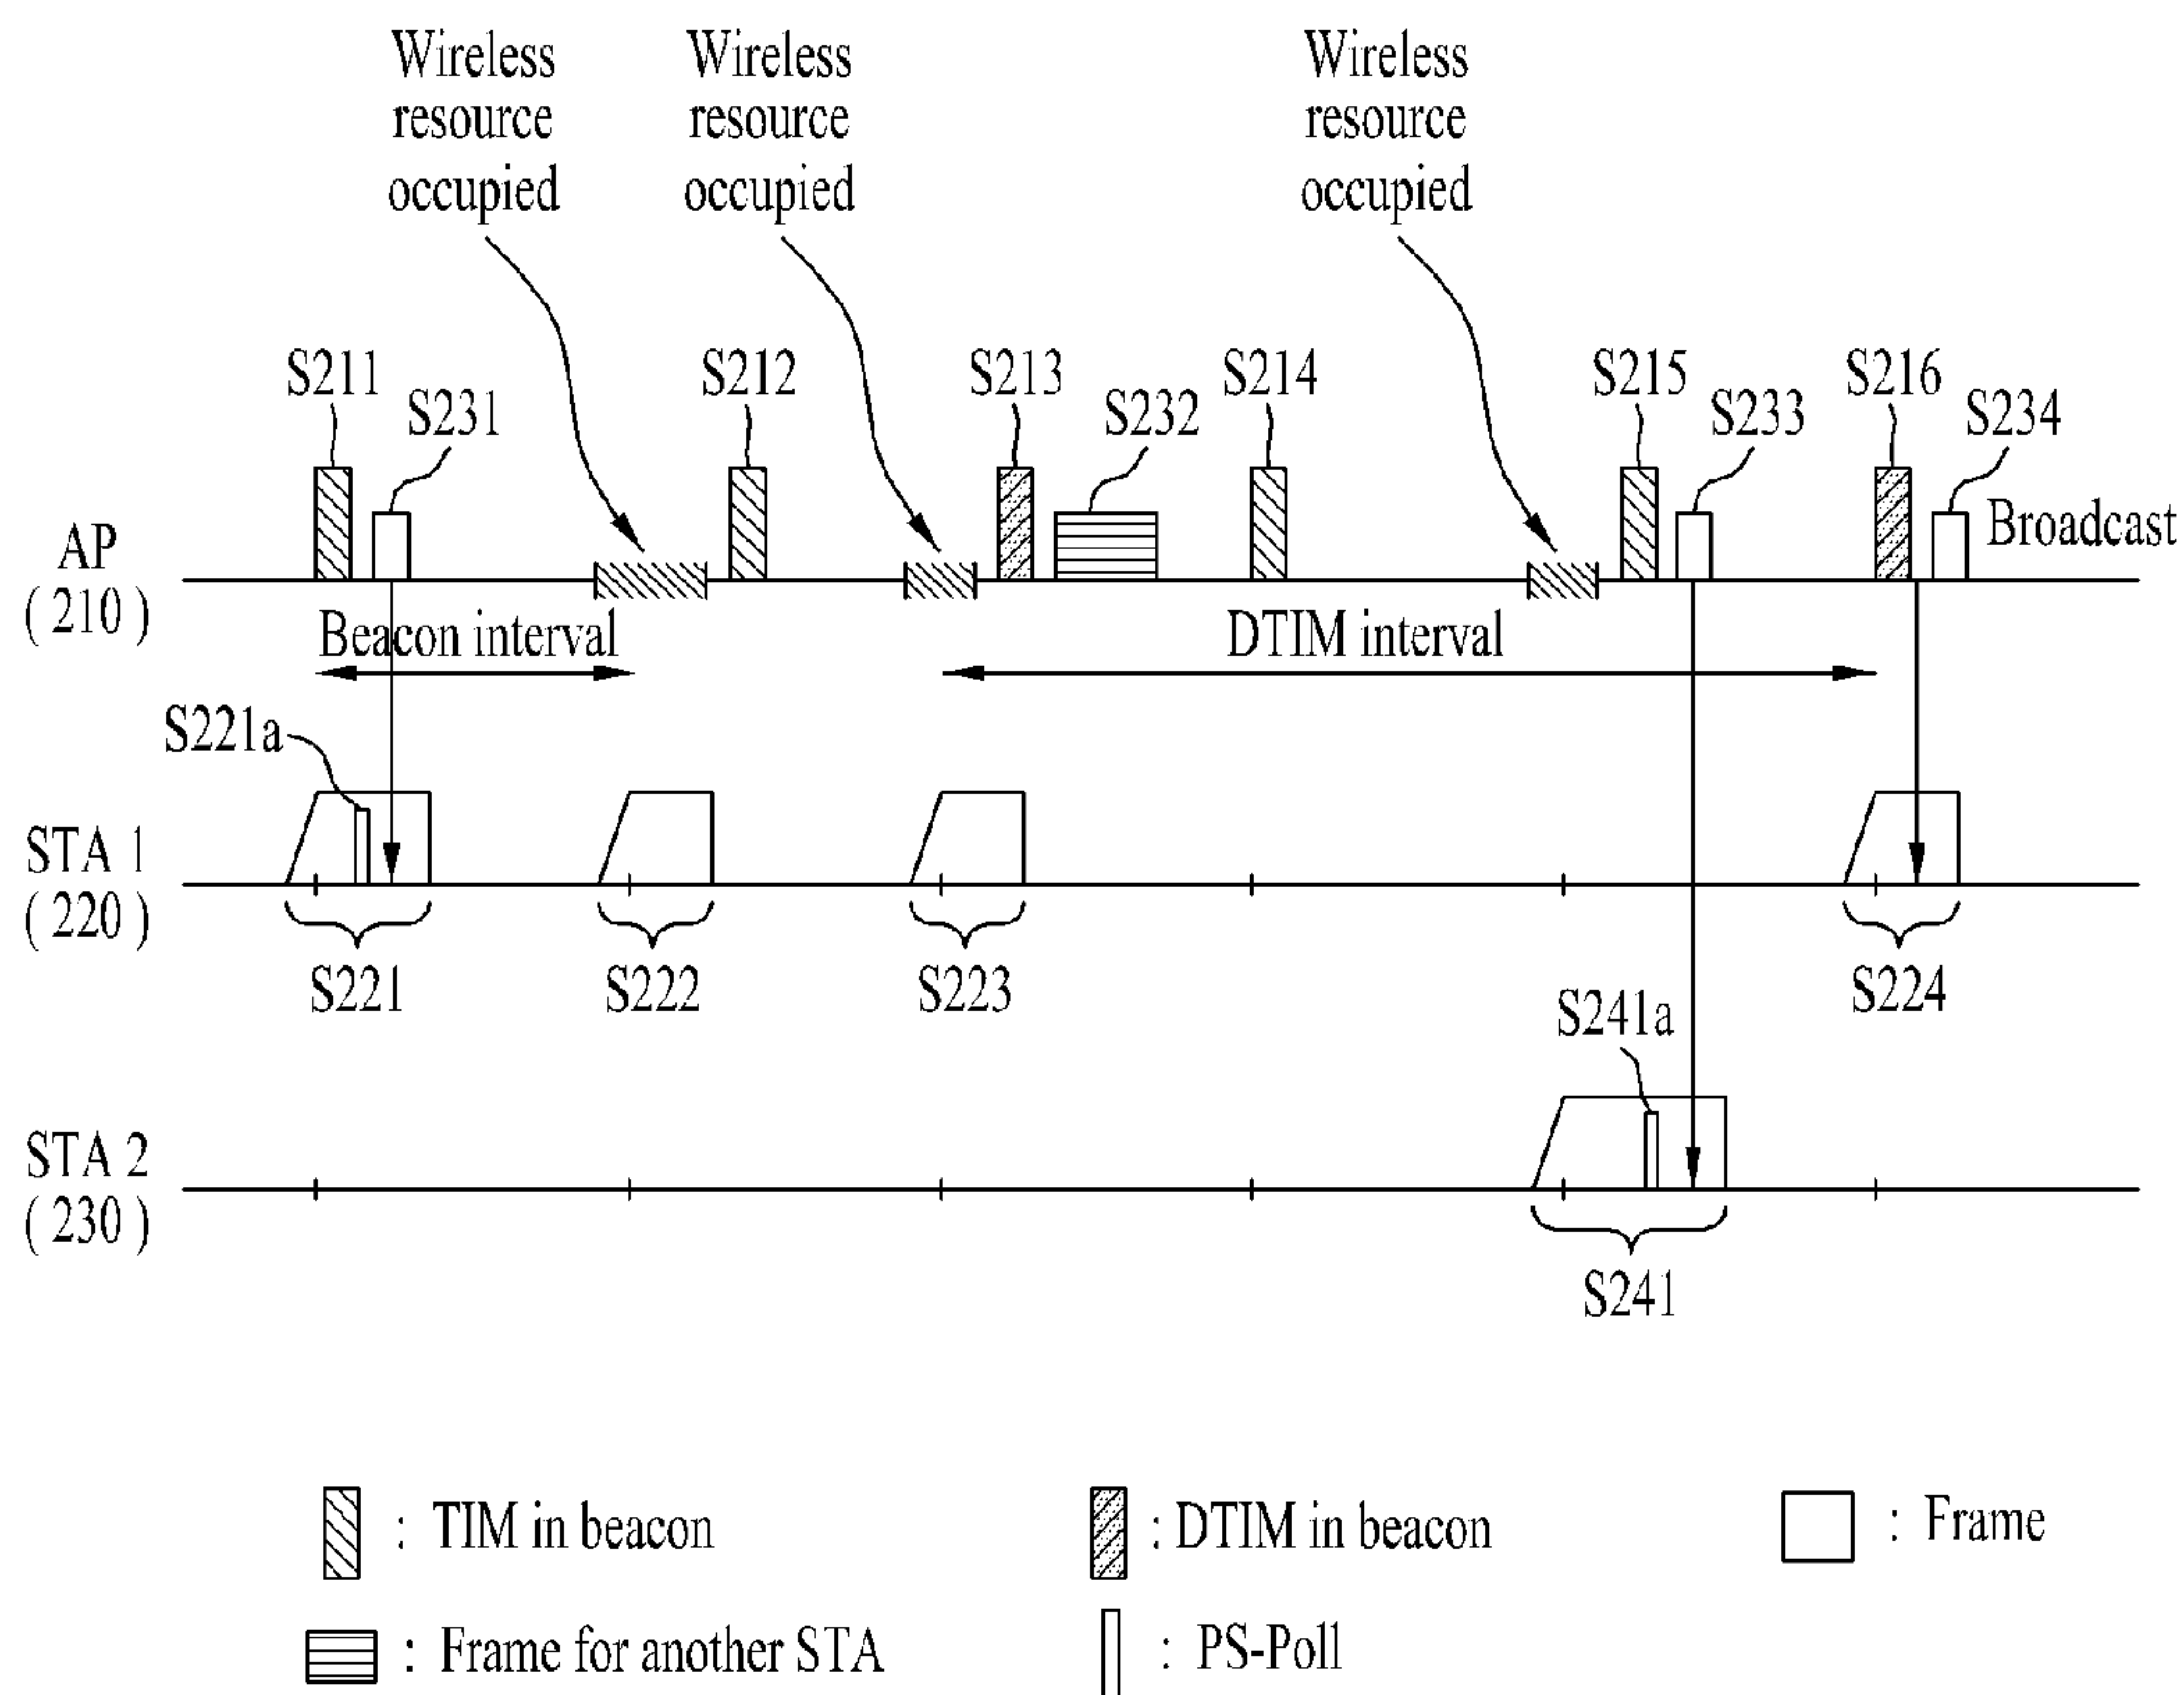 Wireless
resource
occupied
Wireless
resource
occupied
Wireless
resource
occupied
S211
S231
S212
S213
S232
S214
S215
S233
S216
S234
Broadcast
AP
( 210 )
Beacon interval
DTIM interval
S221a
STA 1
( 220 )
S221
S222
S223
S224
S241a
STA 2
( 230 )
S241
: TIM in beacon
: DTIM in beacon
: Frame
: Frame for another STA
: PS-Poll